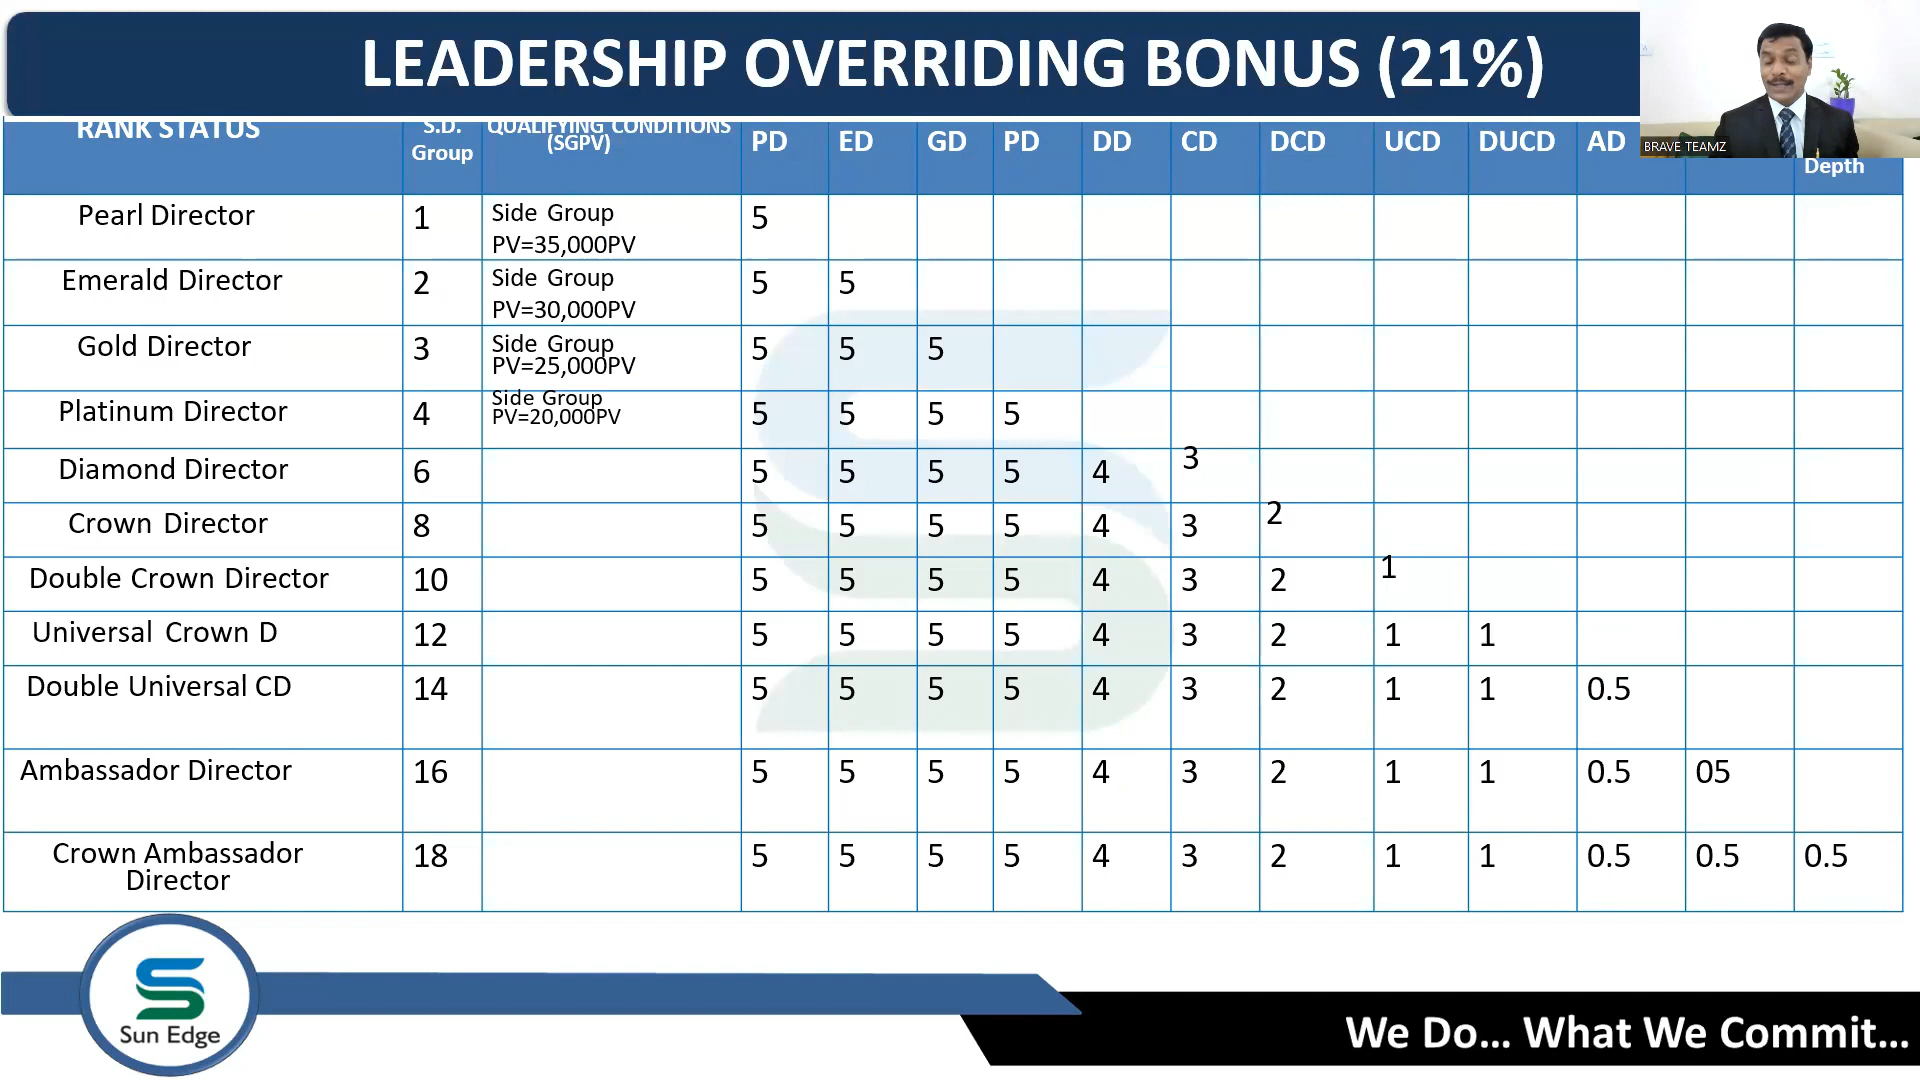 LEADERSHIP OVERRIDING BONUS (21%)
BRAVE TEAMZ
RANK STATUS S.D. Group QUALIFYING CONDITIONS (SGPV) PD ED GD PD DD CD DCD UCD DUCD AD Depth
Pearl Director 1 Side Group PV=35,000PV 5
Emerald Director 2 Side Group PV=30,000PV 5 5
Gold Director 3 Side Group PV=25,000PV 5 5 5
Platinum Director 4 Side Group PV=20,000PV 5 5 5 5
Diamond Director 6 5 5 5 5 4 3
Crown Director 8 5 5 5 5 4 3 2
Double Crown Director 10 5 5 5 5 4 3 2 1
Universal Crown D 12 5 5 5 5 4 3 2 1 1
Double Universal CD 14 5 5 5 5 4 3 2 1 1 0.5
Ambassador Director 16 5 5 5 5 4 3 2 1 1 0.5 05
Crown Ambassador Director 18 5 5 5 5 4 3 2 1 1 0.5 0.5 0.5
Sun Edge
We Do... What We Commit...